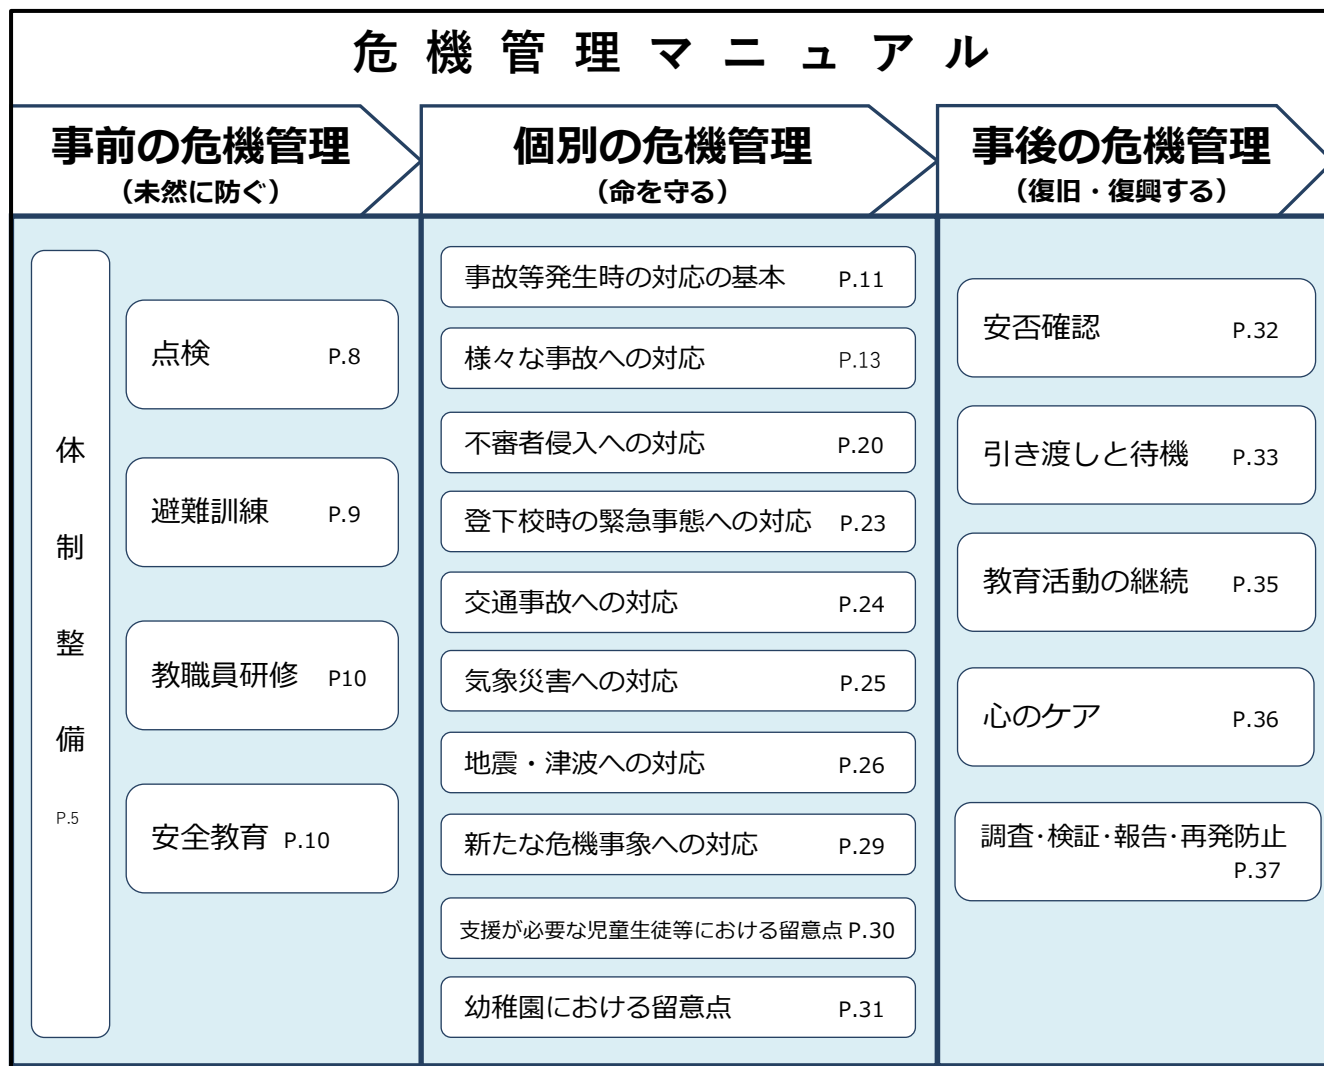 危機管理マニュアル
事前の危機管理
（未然に防ぐ）
個別の危機管理
（命を守る）
事後の危機管理
（復旧・復興する）
体制整備
P.5
点検 P.8
避難訓練 P.9
教職員研修 P10
安全教育 P.10
事故等発生時の対応の基本 P.11
様々な事故への対応 P.13
不審者侵入への対応 P.20
登下校時の緊急事態への対応 P.23
交通事故への対応 P.24
気象災害への対応 P.25
地震・津波への対応 P.26
新たな危機事象への対応 P.29
支援が必要な児童生徒等における留意点 P.30
幼稚園における留意点 P.31
安否確認 P.32
引き渡しと待機 P.33
教育活動の継続 P.35
心のケア P.36
調査･検証･報告･再発防止
P.37